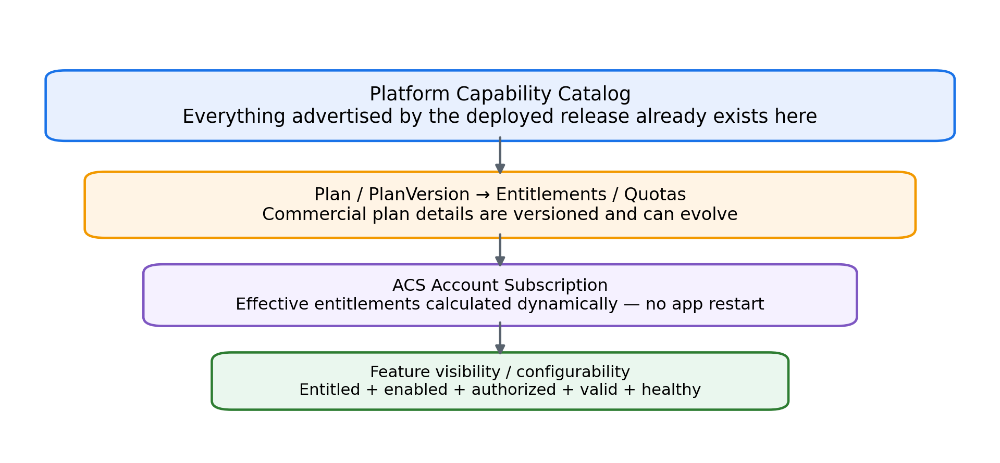 Platform Capability Catalog
Everything advertised by the deployed release already exists here
Plan / PlanVersion → Entitlements / Quotas
Commercial plan details are versioned and can evolve
ACS Account Subscription
Effective entitlements calculated dynamically — no app restart
Feature visibility / configurability
Entitled + enabled + authorized + valid + healthy